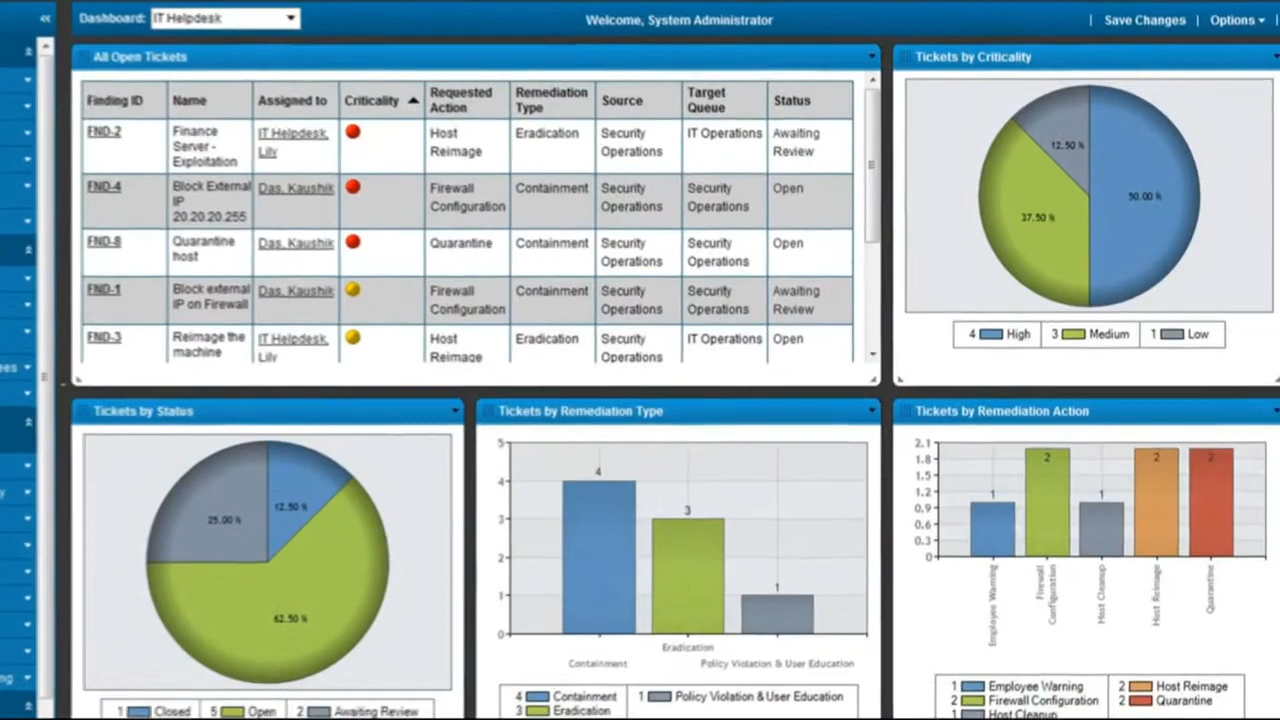 Dashboard: IT Helpdesk
Welcome, System Administrator
| Save Changes | Options
All Open Tickets
Finding ID Name Assigned to Criticality Requested Action Remediation Type Source Target Queue Status
FND-2 Finance Server - Exploitation IT Helpdesk, Lily Host Reimage Eradication Security Operations IT Operations Awaiting Review
FND-4 Block External IP 20.20.20.255 Das, Kaushik Firewall Configuration Containment Security Operations Security Operations Open
FND-8 Quarantine host Das, Kaushik Quarantine Containment Security Operations Security Operations Open
FND-1 Block external IP on Firewall Das, Kaushik Firewall Configuration Containment Security Operations Security Operations Awaiting Review
FND-3 Reimage the machine IT Helpdesk, Lily Host Reimage Eradication Security Operations IT Operations Open
Tickets by Criticality
12.50 %
50.00 %
37.50 %
4 High 3 Medium 1 Low
Tickets by Status
12.50 %
25.00 %
62.50 %
1 Closed 5 Open 2 Awaiting Review
Tickets by Remediation Type
5
4
3
2
1
0
4
3
1
Containment
Eradication
Policy Violation & User Education
4 Containment 1 Policy Violation & User Education
3 Eradication
Tickets by Remediation Action
2.1
1.8
1.5
1.2
0.9
0.6
0.3
0
1
2
1
2
2
Employee Warning
Firewall Configuration
Host Cleanup
Host Reimage
Quarantine
1 Employee Warning 2 Host Reimage
2 Firewall Configuration 2 Quarantine
1 Host Cleanup